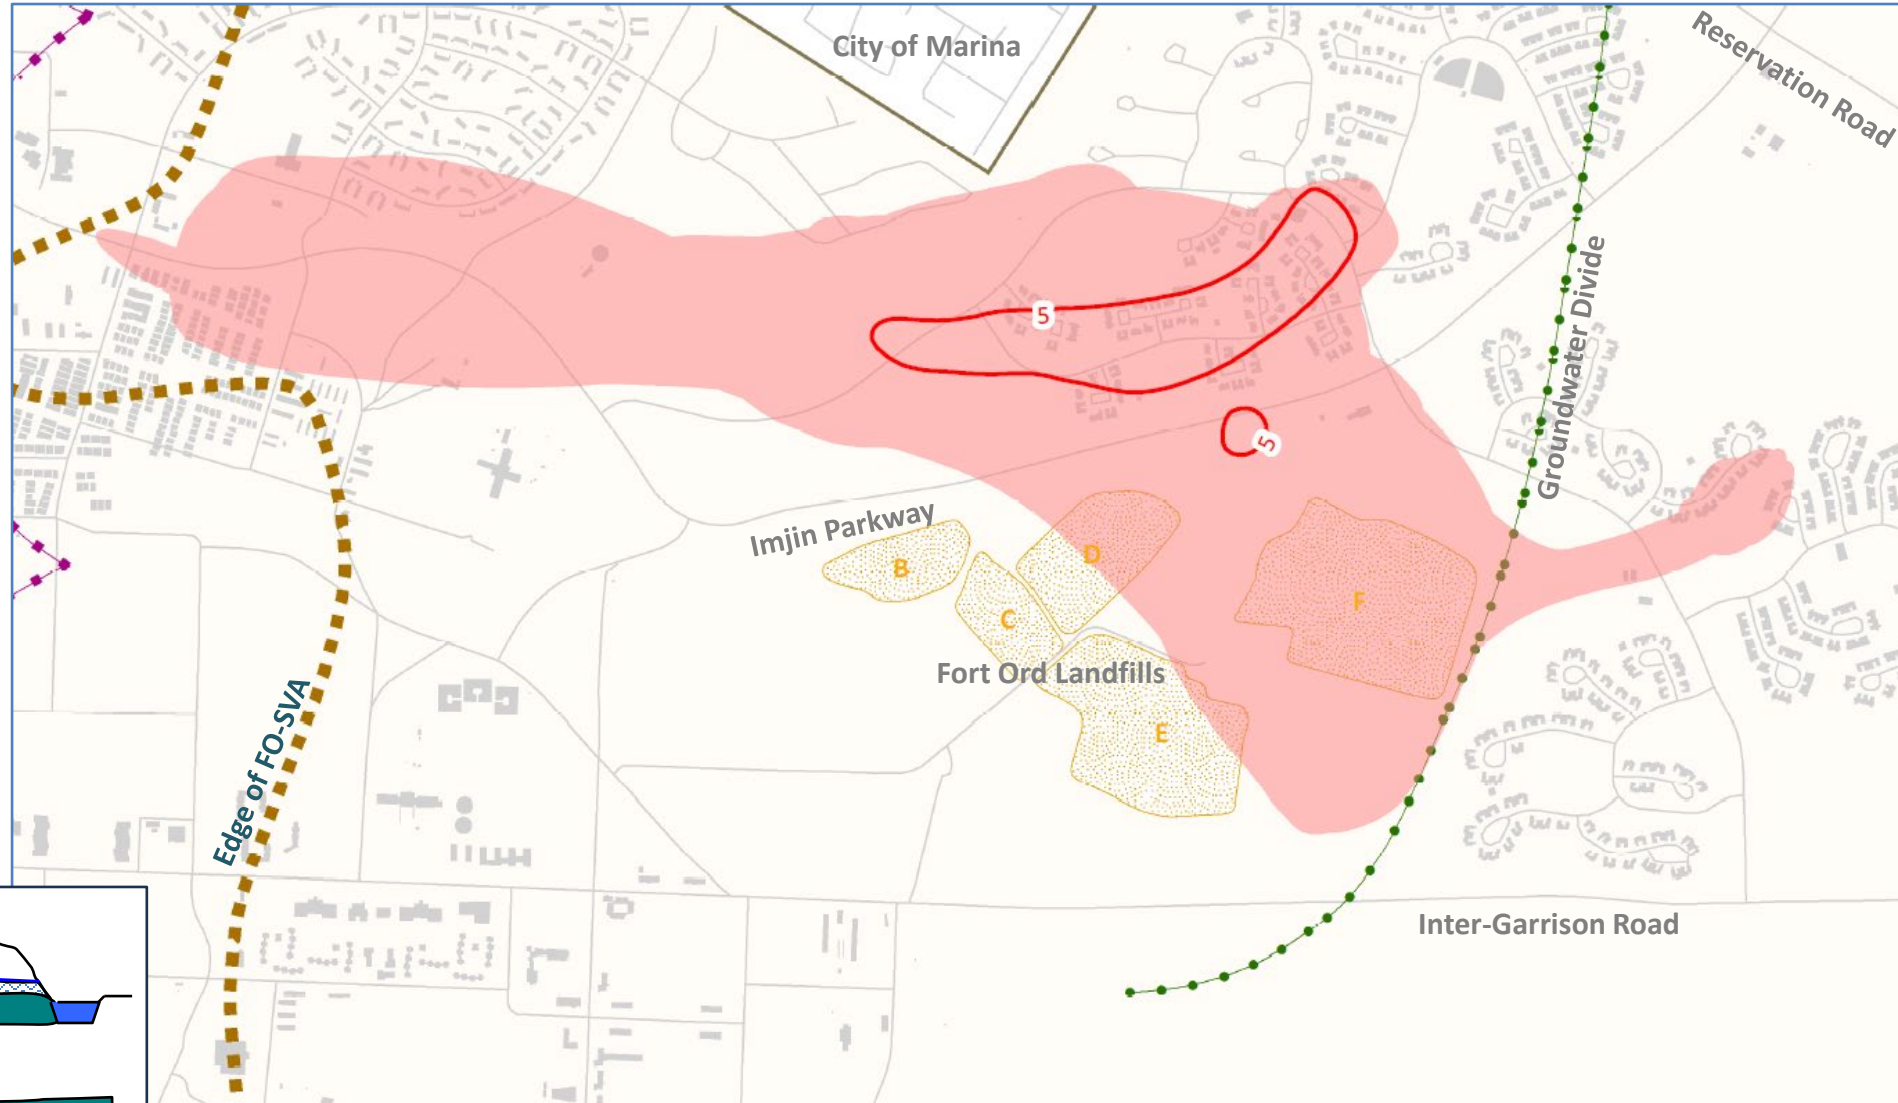 City of Marina
Reservation Road
Groundwater Divide
5
5
Imjin Parkway
B
D
C
F
Fort Ord Landfills
E
Edge of FO-SVA
Inter-Garrison Road